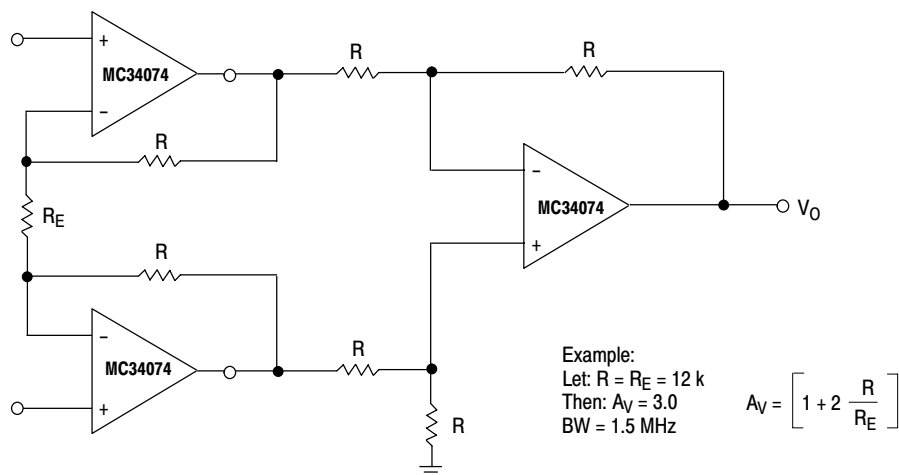 +
MC34074
−
R
R
R
R
R_E
−
MC34074
+
V_O
R
−
MC34074
+
R
R
Example:
Let: R = R_E = 12 k
Then: A_V = 3.0
BW = 1.5 MHz
A_V = [1 + 2 R/R_E]